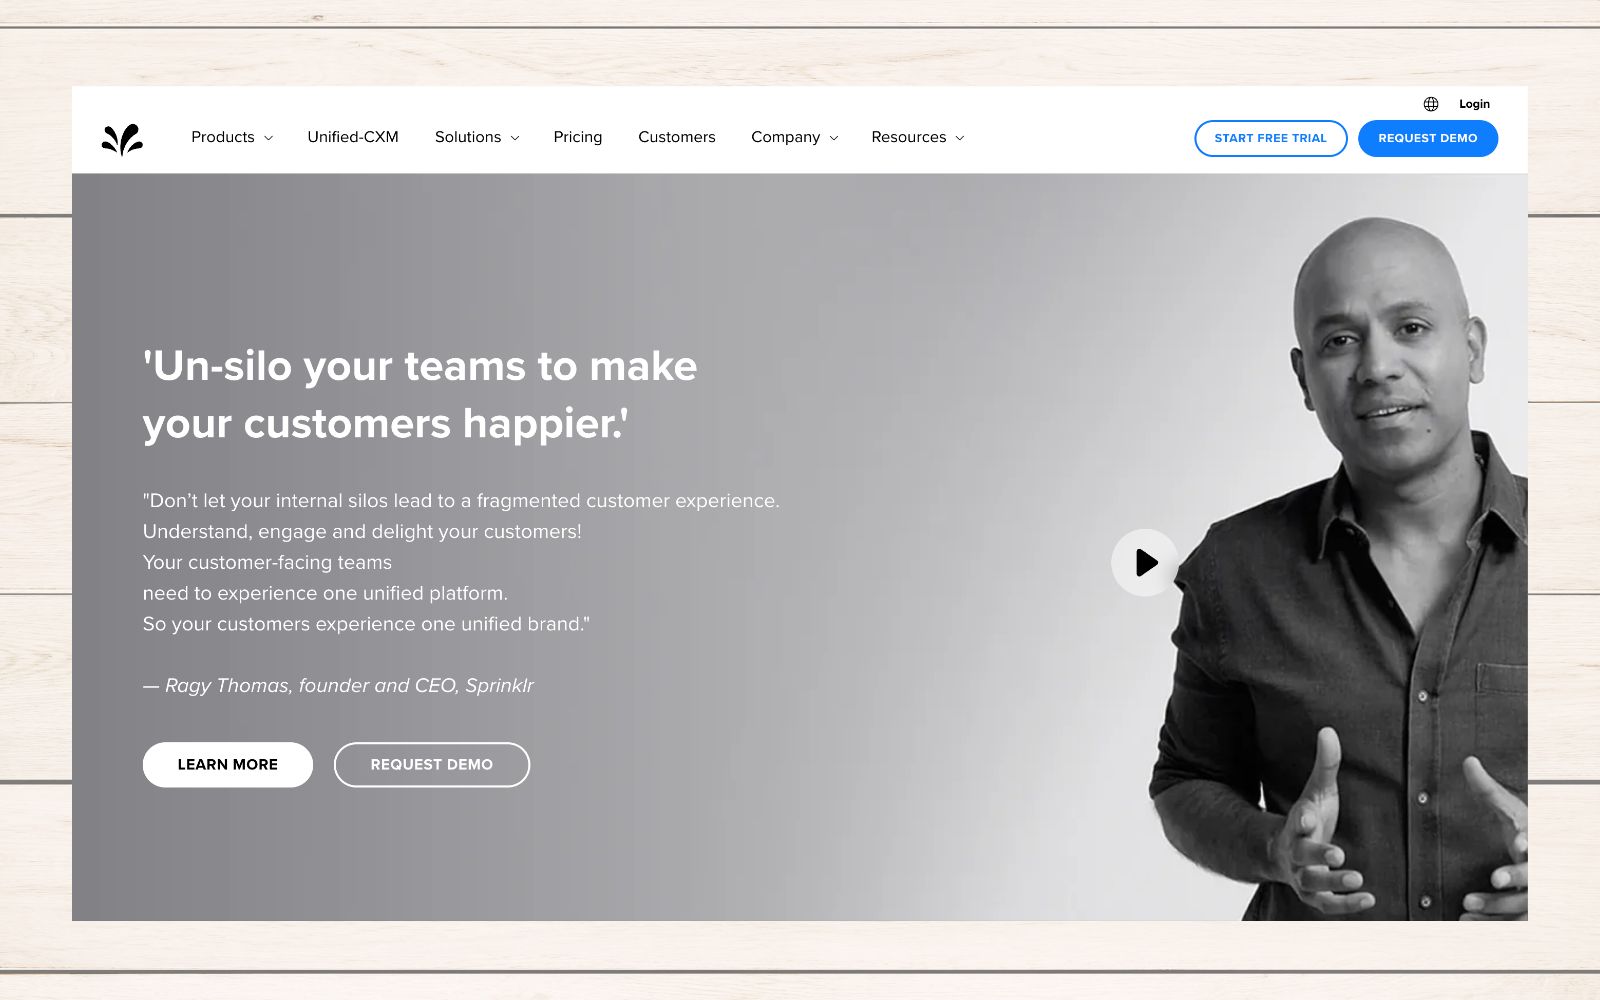 Login
Products
Unified-CXM
Solutions
Pricing
Customers
Company
Resources
START FREE TRIAL
REQUEST DEMO
'Un-silo your teams to make
your customers happier.'
"Don’t let your internal silos lead to a fragmented customer experience.
Understand, engage and delight your customers!
Your customer-facing teams
need to experience one unified platform.
So your customers experience one unified brand."
— Ragy Thomas, founder and CEO, Sprinklr
LEARN MORE
REQUEST DEMO